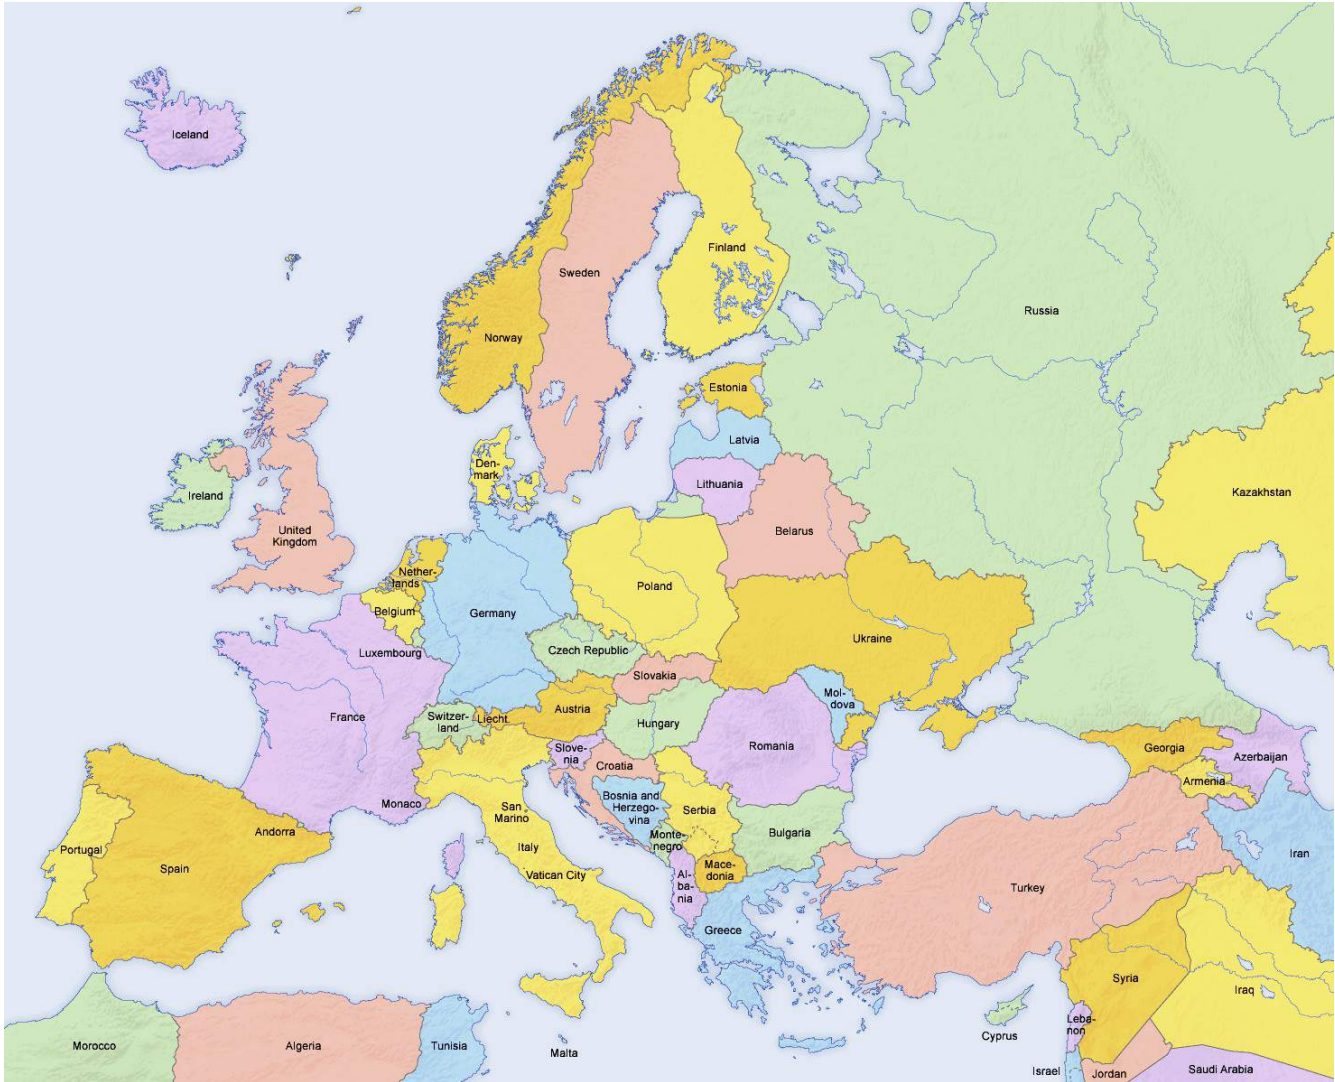 Iceland
Finland
Sweden
Russia
Norway
Estonia
Latvia
Den-
mark
Lithuania
Ireland
Kazakhstan
United
Kingdom
Belarus
Nether-
lands
Poland
Belgium
Germany
Ukraine
Luxembourg
Czech Republic
Slovakia
Mol-
dova
Austria
France
Switzer-
land
Liecht.
Hungary
Romania
Slove-
nia
Georgia
Azerbaijan
Croatia
Armenia
Bosnia and
Herzego-
vina
Monaco
San
Marino
Serbia
Andorra
Monte-
negro
Bulgaria
Portugal
Italy
Iran
Spain
Vatican City
Mace-
donia
Al-
ba-
nia
Turkey
Greece
Syria
Iraq
Leba-
non
Cyprus
Morocco
Algeria
Tunisia
Malta
Israel
Jordan
Saudi Arabia